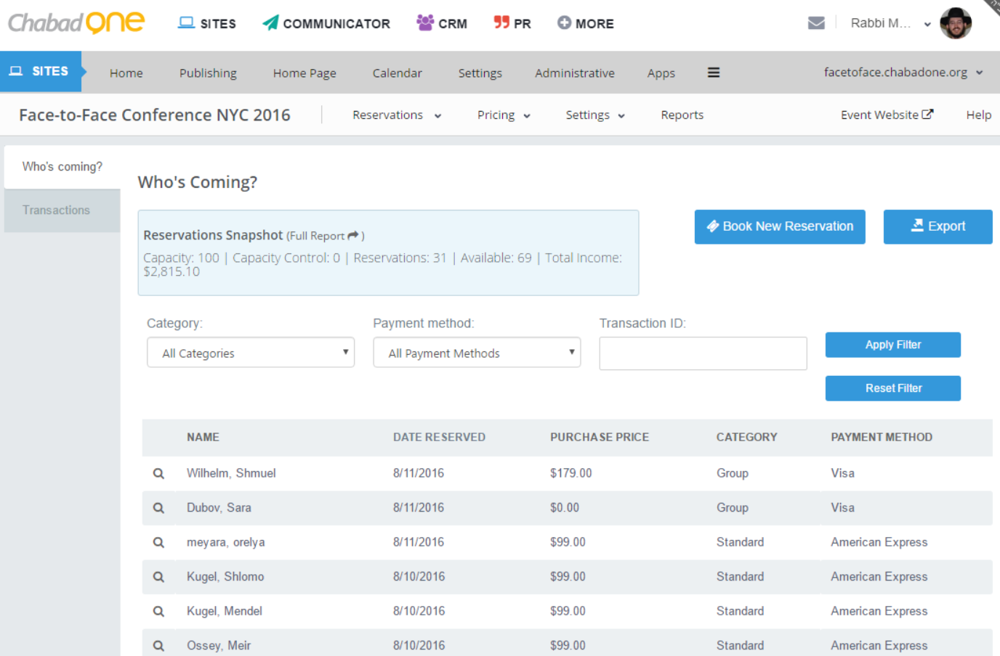 Chabad ONE
SITES
COMMUNICATOR
CRM
PR
MORE
Rabbi M...
SITES
Home
Publishing
Home Page
Calendar
Settings
Administrative
Apps
facetoface.chabadone.org
Face-to-Face Conference NYC 2016
Reservations
Pricing
Settings
Reports
Event Website
Help
Who's coming?
Transactions
Who's Coming?
Reservations Snapshot (Full Report )
Capacity: 100 | Capacity Control: 0 | Reservations: 31 | Available: 69 | Total Income:
$2,815.10
Book New Reservation
Export
Category:
Payment method:
Transaction ID:
All Categories
All Payment Methods
Apply Filter
Reset Filter
NAME DATE RESERVED PURCHASE PRICE CATEGORY PAYMENT METHOD
Wilhelm, Shmuel 8/11/2016 $179.00 Group Visa
Dubov, Sara 8/11/2016 $0.00 Group Visa
meyara, orelya 8/11/2016 $99.00 Standard American Express
Kugel, Shlomo 8/10/2016 $99.00 Standard American Express
Kugel, Mendel 8/10/2016 $99.00 Standard American Express
Ossey, Meir 8/10/2016 $99.00 Standard American Express